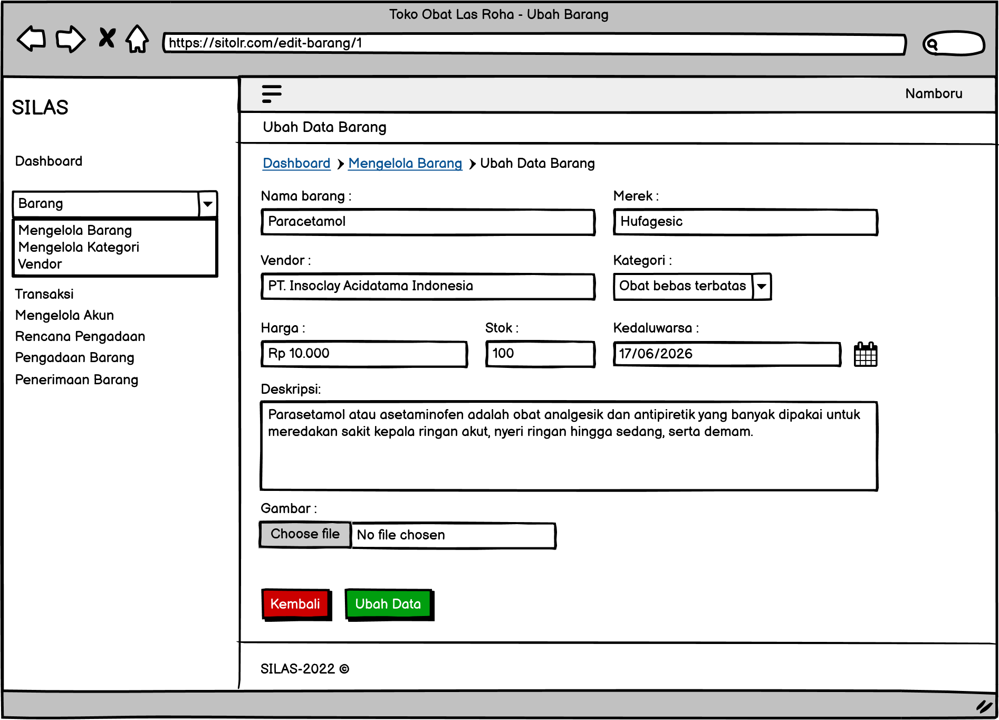 Toko Obat Las Roha - Ubah Barang
https://sitolr.com/edit-barang/1
SILAS
Dashboard
Barang
Mengelola Barang
Mengelola Kategori
Vendor
Transaksi
Mengelola Akun
Rencana Pengadaan
Pengadaan Barang
Penerimaan Barang
Namboru
Ubah Data Barang
Dashboard Mengelola Barang Ubah Data Barang
Nama barang : Merek :
Paracetamol Hufagesic
Vendor : Kategori :
PT. Insoclay Acidatama Indonesia Obat bebas terbatas
Harga : Stok : Kedaluwarsa :
Rp 10.000 100 17/06/2026
Deskripsi:
Parasetamol atau asetaminofen adalah obat analgesik dan antipiretik yang banyak dipakai untuk
meredakan sakit kepala ringan akut, nyeri ringan hingga sedang, serta demam.
Gambar :
Choose file No file chosen
Kembali Ubah Data
SILAS-2022 ©